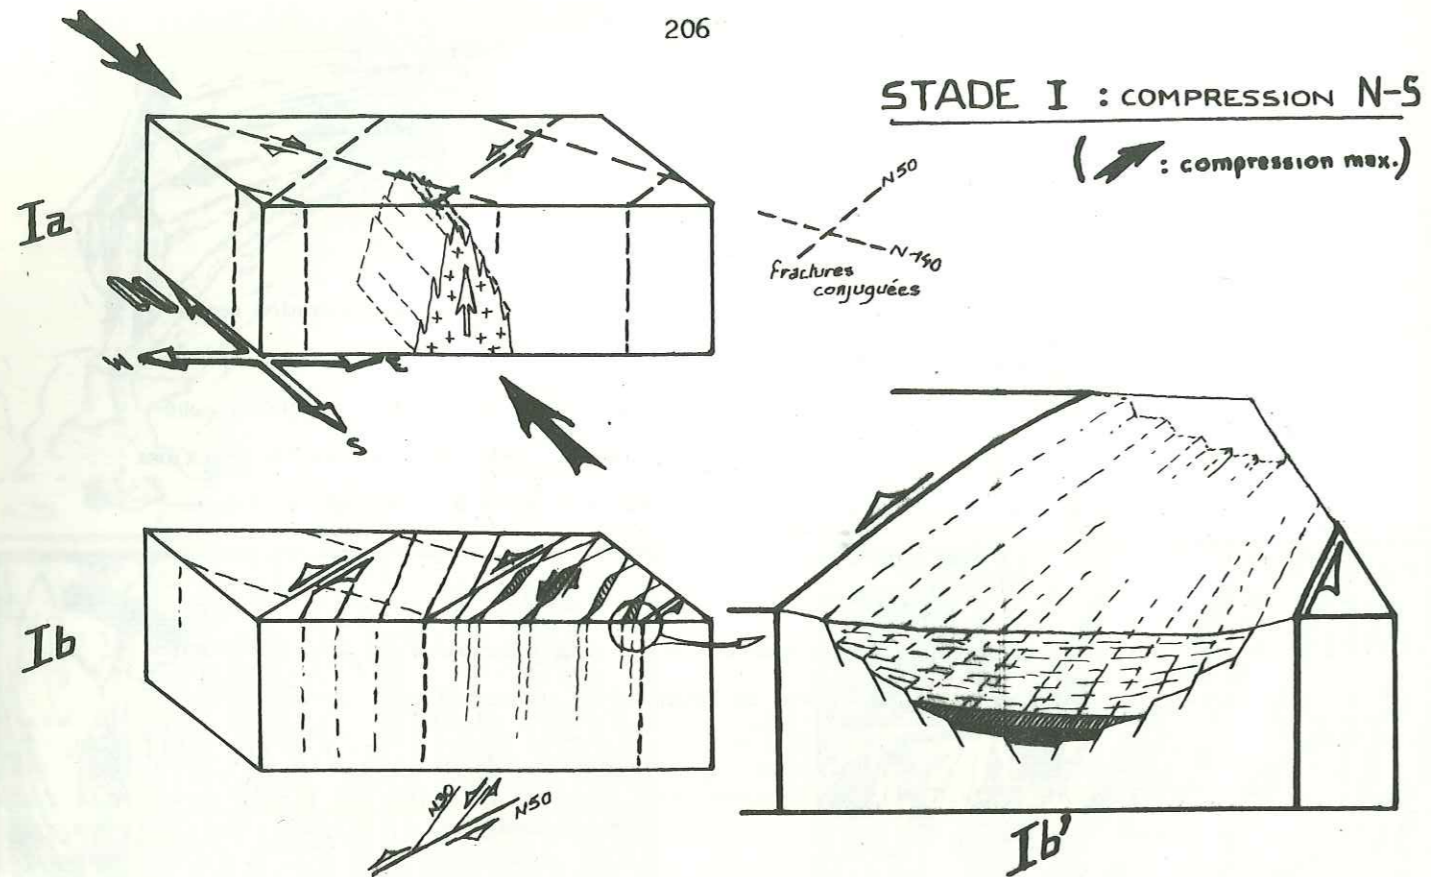 206
STADE I : COMPRESSION N-S
( : compression max.)
Ia
N50
N140
fractures
conjuguées
W
E
S
Ib
N30
N50
Ib'